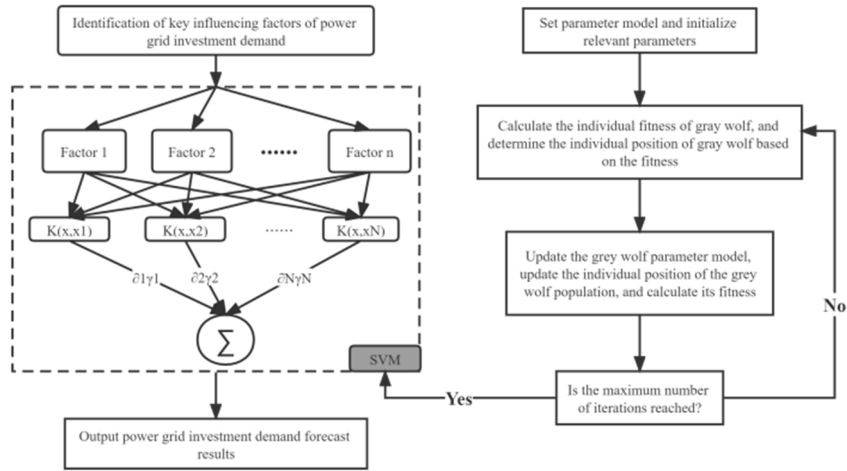 Identification of key influencing factors of power
grid investment demand
Factor 1
Factor 2
••••••
Factor n
K(x,x1)
K(x,x2)
......
K(x,xN)
∂1γ1
∂2γ2
∂NγN
∑
SVM
Output power grid investment demand forecast
results
Set parameter model and initialize
relevant parameters
Calculate the individual fitness of gray wolf, and
determine the individual position of gray wolf based
on the fitness
Update the grey wolf parameter model,
update the individual position of the grey
wolf population, and calculate its fitness
Is the maximum number
of iterations reached?
Yes
No